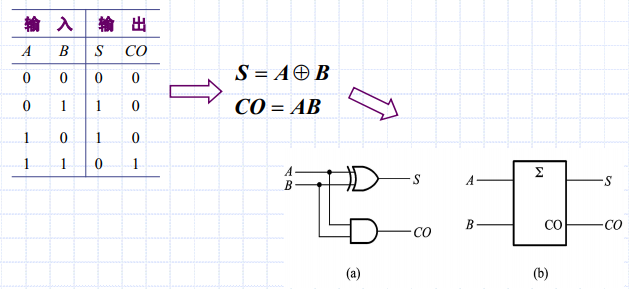 输 入 输 出
A B S CO
0 0 0 0
0 1 1 0
1 0 1 0
1 1 0 1
S = A ⊕ B
CO = AB
A
B
S
CO
(a)
Σ
A
S
B
CO
CO
(b)